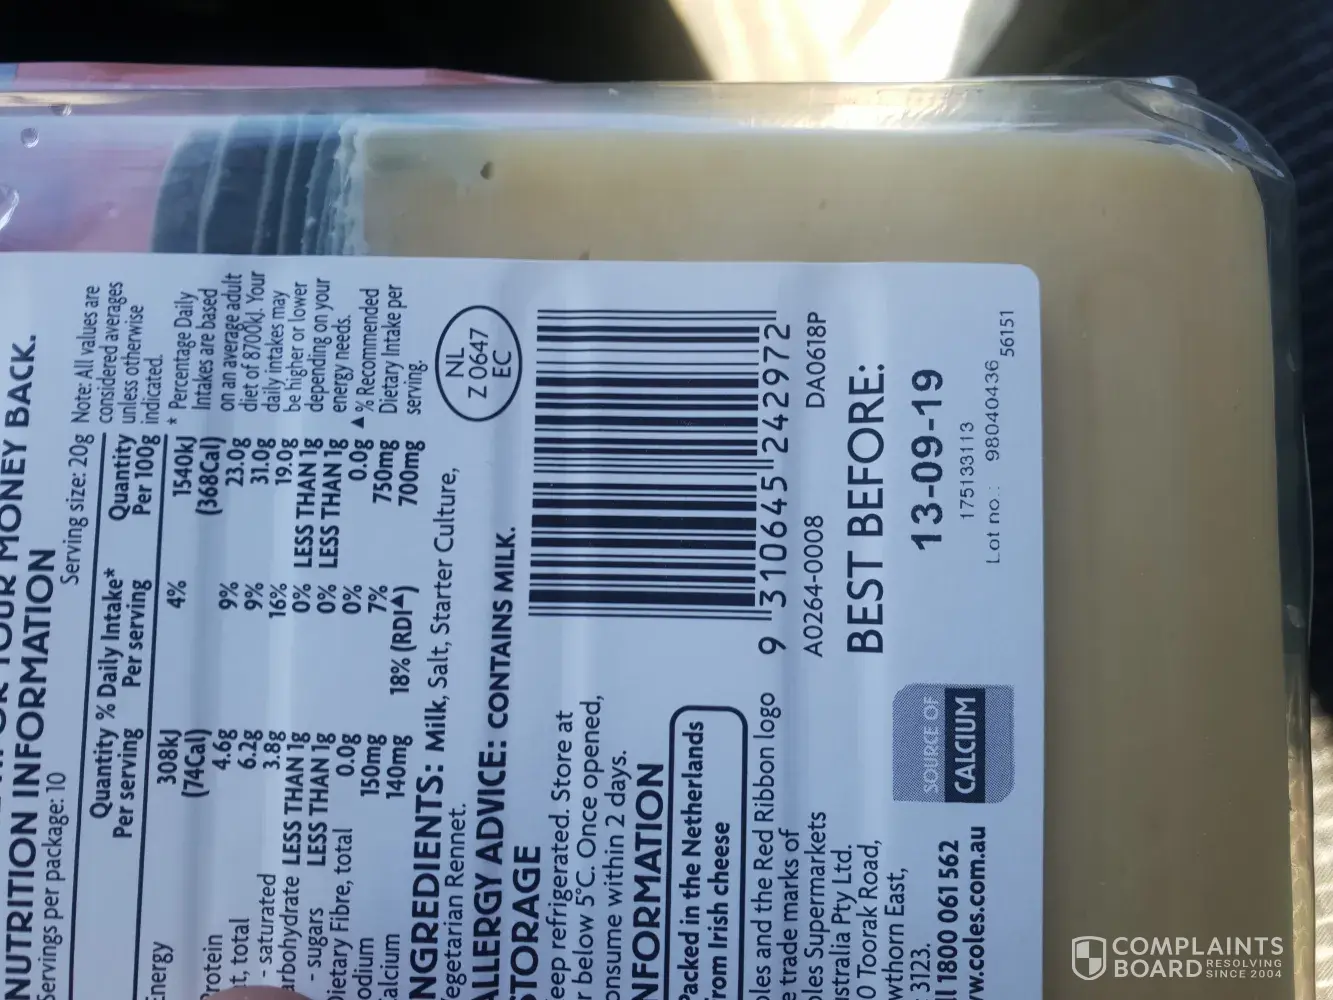 OUR MONEY BACK.
NUTRITION INFORMATION
Servings per package: 10
Serving size: 20g
Quantity % Daily Intake* Quantity
Per serving Per serving Per 100g
Energy 308kJ 4% 1540kJ
(74Cal) (368Cal)
rotein 4.6g 9% 23.0g
t, total 6.2g 9% 31.0g
- saturated 3.8g 16% 19.0g
arbohydrate LESS THAN 1g 0% LESS THAN 1g
- sugars LESS THAN 1g 0% LESS THAN 1g
ietary Fibre, total 0.0g 0% 0.0g
odium 150mg 7% 750mg
alcium 140mg 18% (RDI▲) 700mg
Note: All values are
considered averages
unless otherwise
indicated.
* Percentage Daily
Intakes are based
on an average adult
diet of 8700kJ. Your
daily intakes may
be higher or lower
depending on your
energy needs.
▲ % Recommended
Dietary Intake per
serving.
NGREDIENTS: Milk, Salt, Starter Culture,
egetarian Rennet.
ALLERGY ADVICE: CONTAINS MILK.
STORAGE
eep refrigerated. Store at
r below 5°C. Once opened,
onsume within 2 days.
NFORMATION
Packed in the Netherlands
from Irish cheese
oles and the Red Ribbon logo
e trade marks of
oles Supermarkets
ustralia Pty Ltd.
0 Toorak Road,
wthorn East,
3123.
ll 1800 061 562
w.coles.com.au
NL
Z 0647
EC
9 310645 242972
A0264-0008 DA0618P
BEST BEFORE:
13-09-19
175133113
Lot no.: 98040436
56151
SOURCE OF
CALCIUM
COMPLAINTS
BOARD RESOLVING
SINCE 2004